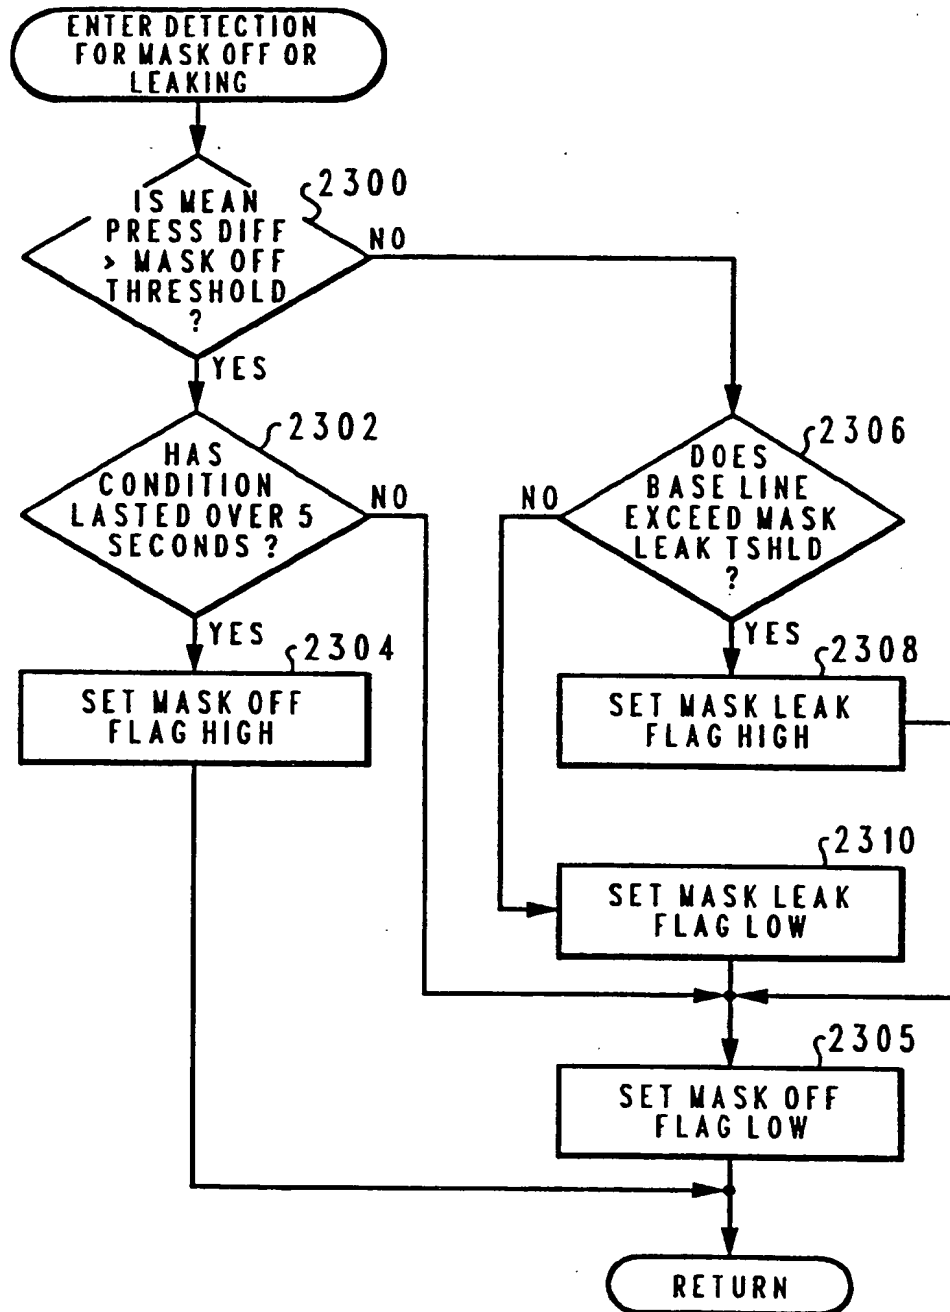 ENTER DETECTION
FOR MASK OFF OR
LEAKING
2300
IS MEAN
PRESS DIFF
> MASK OFF
THRESHOLD
?
NO
YES
2302
HAS
CONDITION
LASTED OVER 5
SECONDS ?
NO
YES
2304
SET MASK OFF
FLAG HIGH
2306
DOES
BASE LINE
EXCEED MASK
LEAK TSHLD
?
NO
YES
2308
SET MASK LEAK
FLAG HIGH
2310
SET MASK LEAK
FLAG LOW
2305
SET MASK OFF
FLAG LOW
RETURN